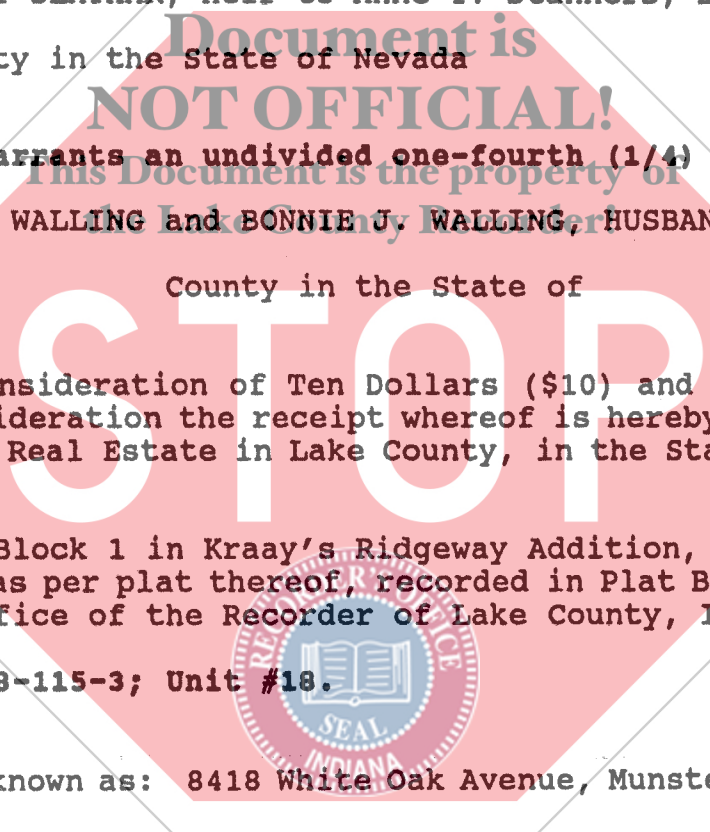 Document is
ty in the State of Nevada
NOT OFFICIAL!
arrants an undivided one-fourth (1/4)
This Document is the property of
WALLING and BONNIE J. WALLING, HUSBAN
the Lake County Recorder!
County in the State of
STOP
nsideration of Ten Dollars ($10) and
ideration the receipt whereof is hereby
Real Estate in Lake County, in the Sta
Block 1 in Kraay's Ridgeway Addition,
as per plat thereof, recorded in Plat B
fice of the Recorder of Lake County, I
RECORDER'S OFFICE
SEAL
INDIANA
8-115-3; Unit #18.
known as: 8418 White Oak Avenue, Munste